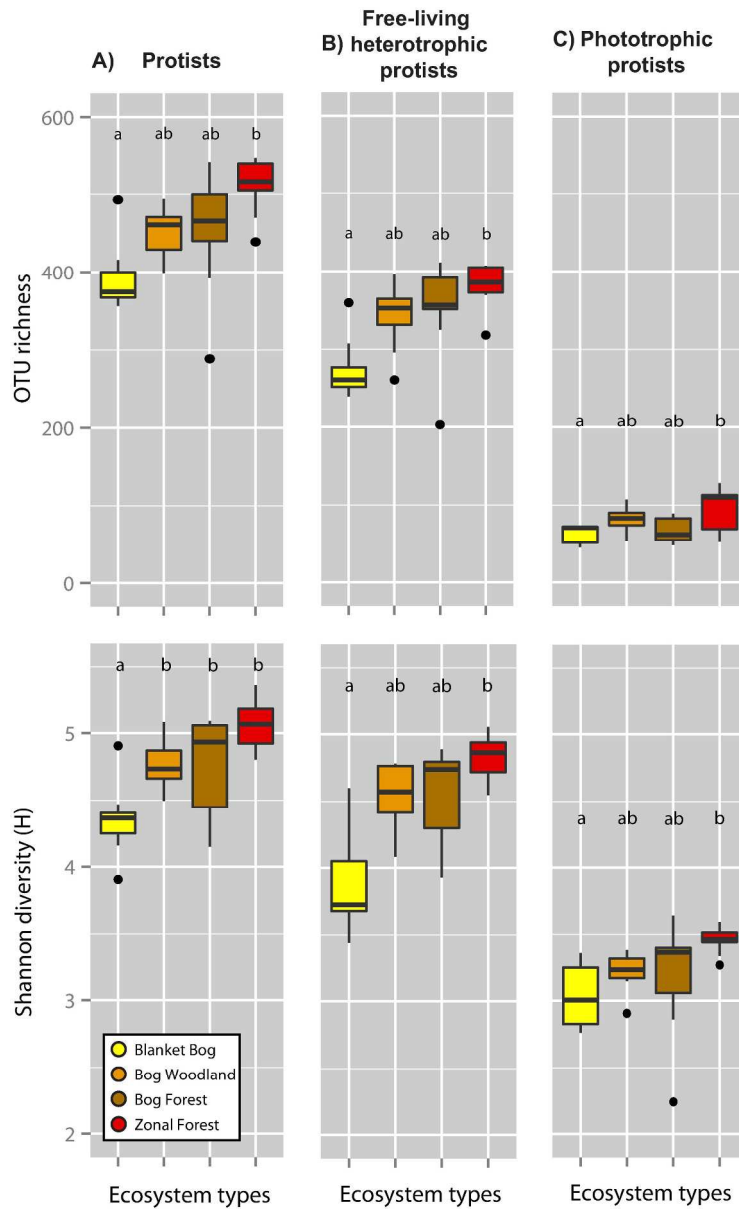 A) Protists
Free-living
B) heterotrophic
protists
C) Phototrophic
protists
OTU richness
600
400
200
0
a ab ab b
a ab ab b
a ab ab b
Shannon diversity (H)
5
4
3
2
a b b b
a ab ab b
a ab ab b
Blanket Bog
Bog Woodland
Bog Forest
Zonal Forest
Ecosystem types
Ecosystem types
Ecosystem types